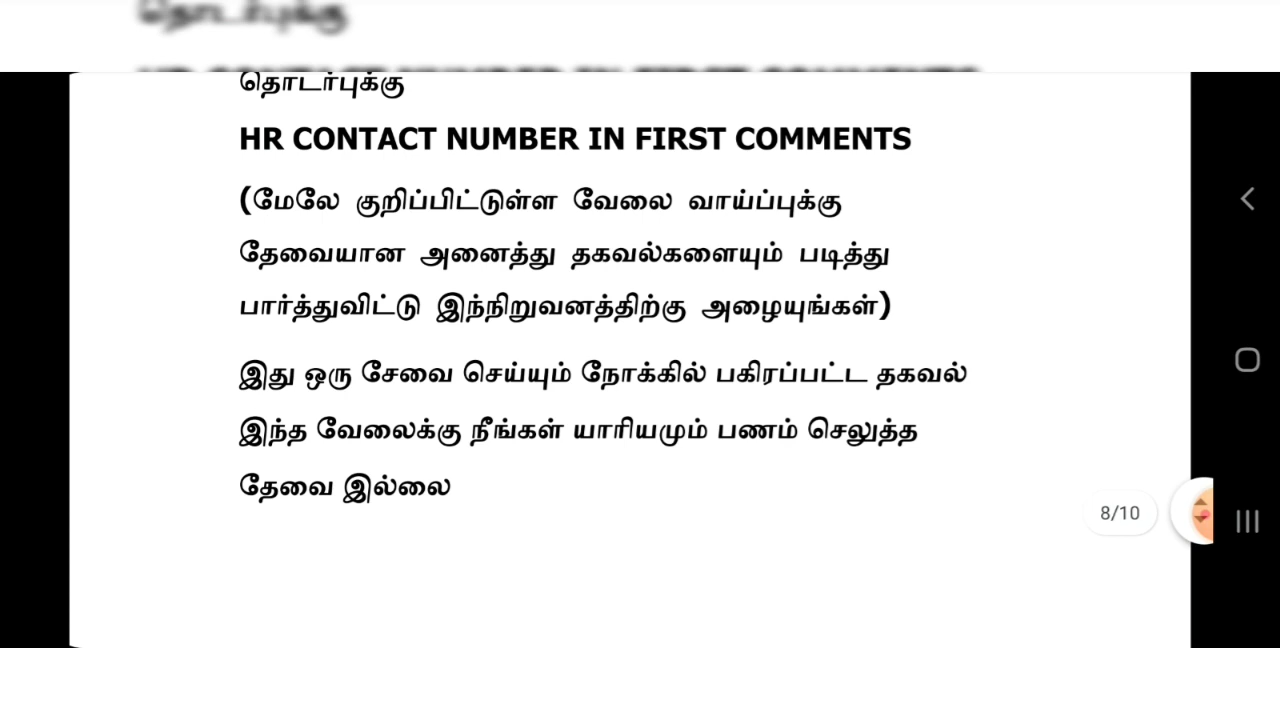 தொடர்புக்கு
தொடர்புக்கு
HR CONTACT NUMBER IN FIRST COMMENTS
(மேலே குறிப்பிட்டுள்ள வேலை வாய்ப்புக்கு
தேவையான அனைத்து தகவல்களையும் படித்து
பார்த்துவிட்டு இந்நிறுவனத்திற்கு அழையுங்கள்)
இது ஒரு சேவை செய்யும் நோக்கில் பகிரப்பட்ட தகவல்
இந்த வேலைக்கு நீங்கள் யாரியமும் பணம் செலுத்த
தேவை இல்லை
8/10